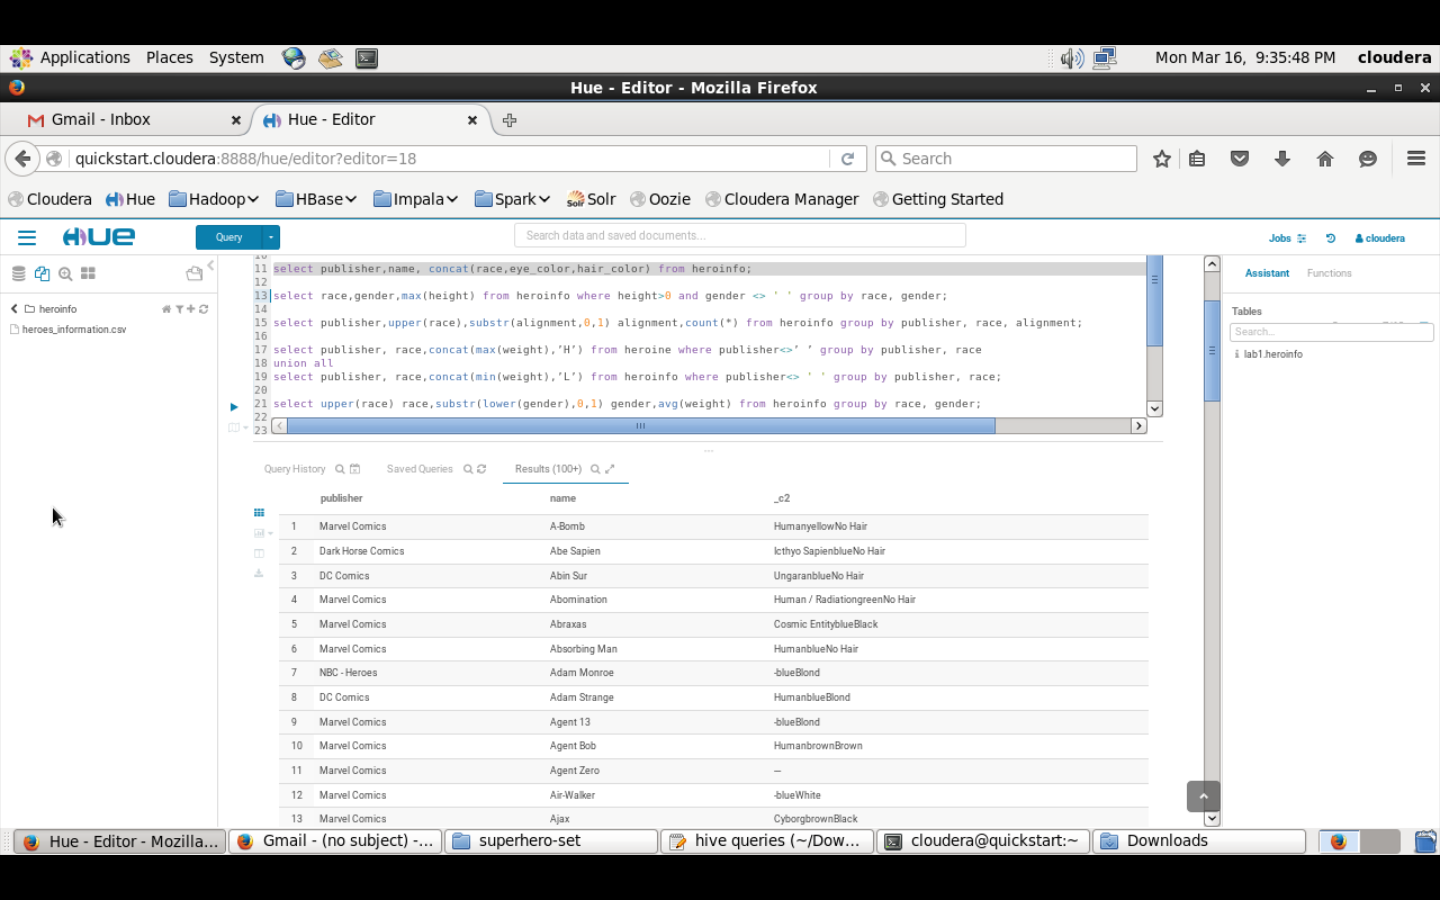 Applications Places System Mon Mar 16, 9:35:48 PM cloudera
Hue - Editor - Mozilla Firefox
Gmail - Inbox Hue - Editor
quickstart.cloudera:8888/hue/editor?editor=18 Search
Cloudera Hue Hadoop HBase Impala Spark Solr Oozie Cloudera Manager Getting Started
HUE Query Search data and saved documents... Jobs cloudera
heroinfo
heroes_information.csv
10
11 select publisher,name, concat(race,eye_color,hair_color) from heroinfo;
12
13 select race,gender,max(height) from heroinfo where height>0 and gender <> ' ' group by race, gender;
14
15 select publisher,upper(race),substr(alignment,0,1) alignment,count(*) from heroinfo group by publisher, race, alignment;
16
17 select publisher, race,concat(max(weight),’H’) from heroine where publisher<>’ ’ group by publisher, race
18 union all
19 select publisher, race,concat(min(weight),’L’) from heroinfo where publisher<> ' ' group by publisher, race;
20
21 select upper(race) race,substr(lower(gender),0,1) gender,avg(weight) from heroinfo group by race, gender;
22
23
Assistant Functions
Tables
Search...
lab1.heroinfo
Query History Saved Queries Results (100+)
publisher name _c2
1 Marvel Comics A-Bomb HumanyellowNo Hair
2 Dark Horse Comics Abe Sapien Icthyo SapienblueNo Hair
3 DC Comics Abin Sur UngaranblueNo Hair
4 Marvel Comics Abomination Human / RadiationgreenNo Hair
5 Marvel Comics Abraxas Cosmic EntityblueBlack
6 Marvel Comics Absorbing Man HumanblueNo Hair
7 NBC - Heroes Adam Monroe -blueBlond
8 DC Comics Adam Strange HumanblueBlond
9 Marvel Comics Agent 13 -blueBlond
10 Marvel Comics Agent Bob HumanbrownBrown
11 Marvel Comics Agent Zero ---
12 Marvel Comics Air-Walker -blueWhite
13 Marvel Comics Ajax CyborgbrownBlack
Hue - Editor - Mozilla... Gmail - (no subject) -... superhero-set hive queries (~/Dow... cloudera@quickstart:~ Downloads